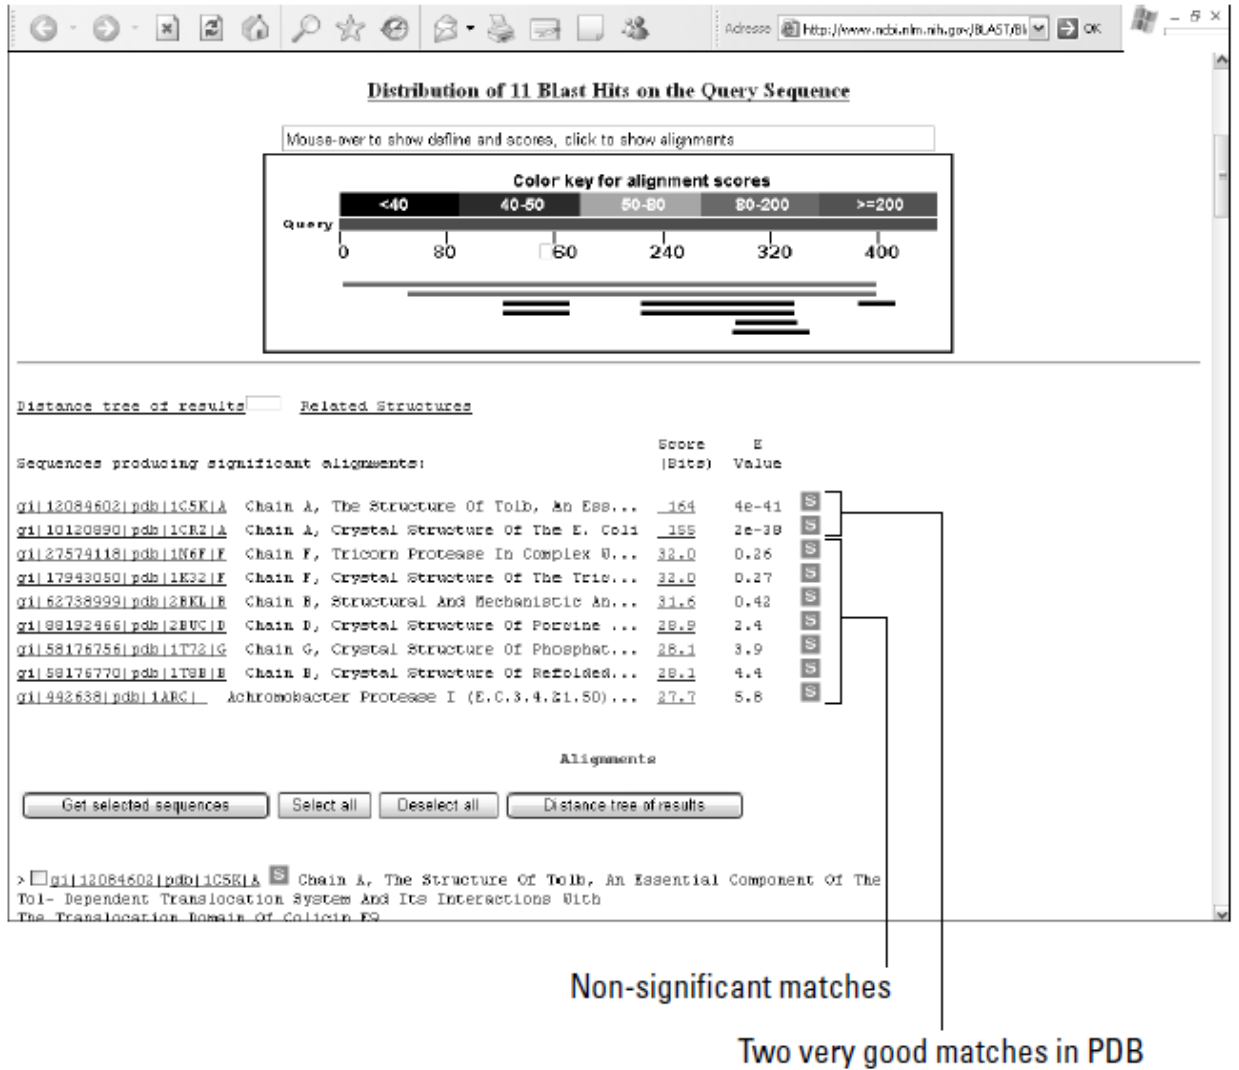 Adresse http://www.ncbi.nlm.nih.gov/BLAST/Bl OK
Distribution of 11 Blast Hits on the Query Sequence
Mouse-over to show defline and scores, click to show alignments
Color key for alignment scores
<40 40-50 50-80 80-200 >=200
Query
0 80 60 240 320 400
Distance tree of results Related Structures
Score E
Sequences producing significant alignments: (Bits) Value
gi|12084602|pdb|1C5K|A Chain A, The Structure Of Tolb, An Ess... 164 4e-41 S
gi|10120890|pdb|1CRZ|A Chain A, Crystal Structure Of The E. Coli 155 2e-38 S
gi|27574118|pdb|1N6F|F Chain F, Tricorn Protease In Complex W... 32.0 0.26 S
gi|17943050|pdb|1K32|F Chain F, Crystal Structure Of The Tric... 32.0 0.27 S
gi|62738999|pdb|2BKL|B Chain B, Structural And Mechanistic An... 31.6 0.42 S
gi|88192466|pdb|2BUC|D Chain D, Crystal Structure Of Porcine ... 28.9 2.4 S
gi|58176756|pdb|1T72|G Chain G, Crystal Structure Of Phosphat... 28.1 3.9 S
gi|58176770|pdb|1T8B|B Chain B, Crystal Structure Of Refolded... 28.1 4.4 S
gi|442638|pdb|1ARC| Achromobacter Protease I (E.C.3.4.21.50)... 27.7 5.8 S
Alignments
Get selected sequences Select all Deselect all Distance tree of results
> gi|12084602|pdb|1C5K|A S Chain A, The Structure Of Tolb, An Essential Component Of The
Tol- Dependent Translocation System And Its Interactions With
The Translocation Domain Of Colicin E9
Non-significant matches
Two very good matches in PDB